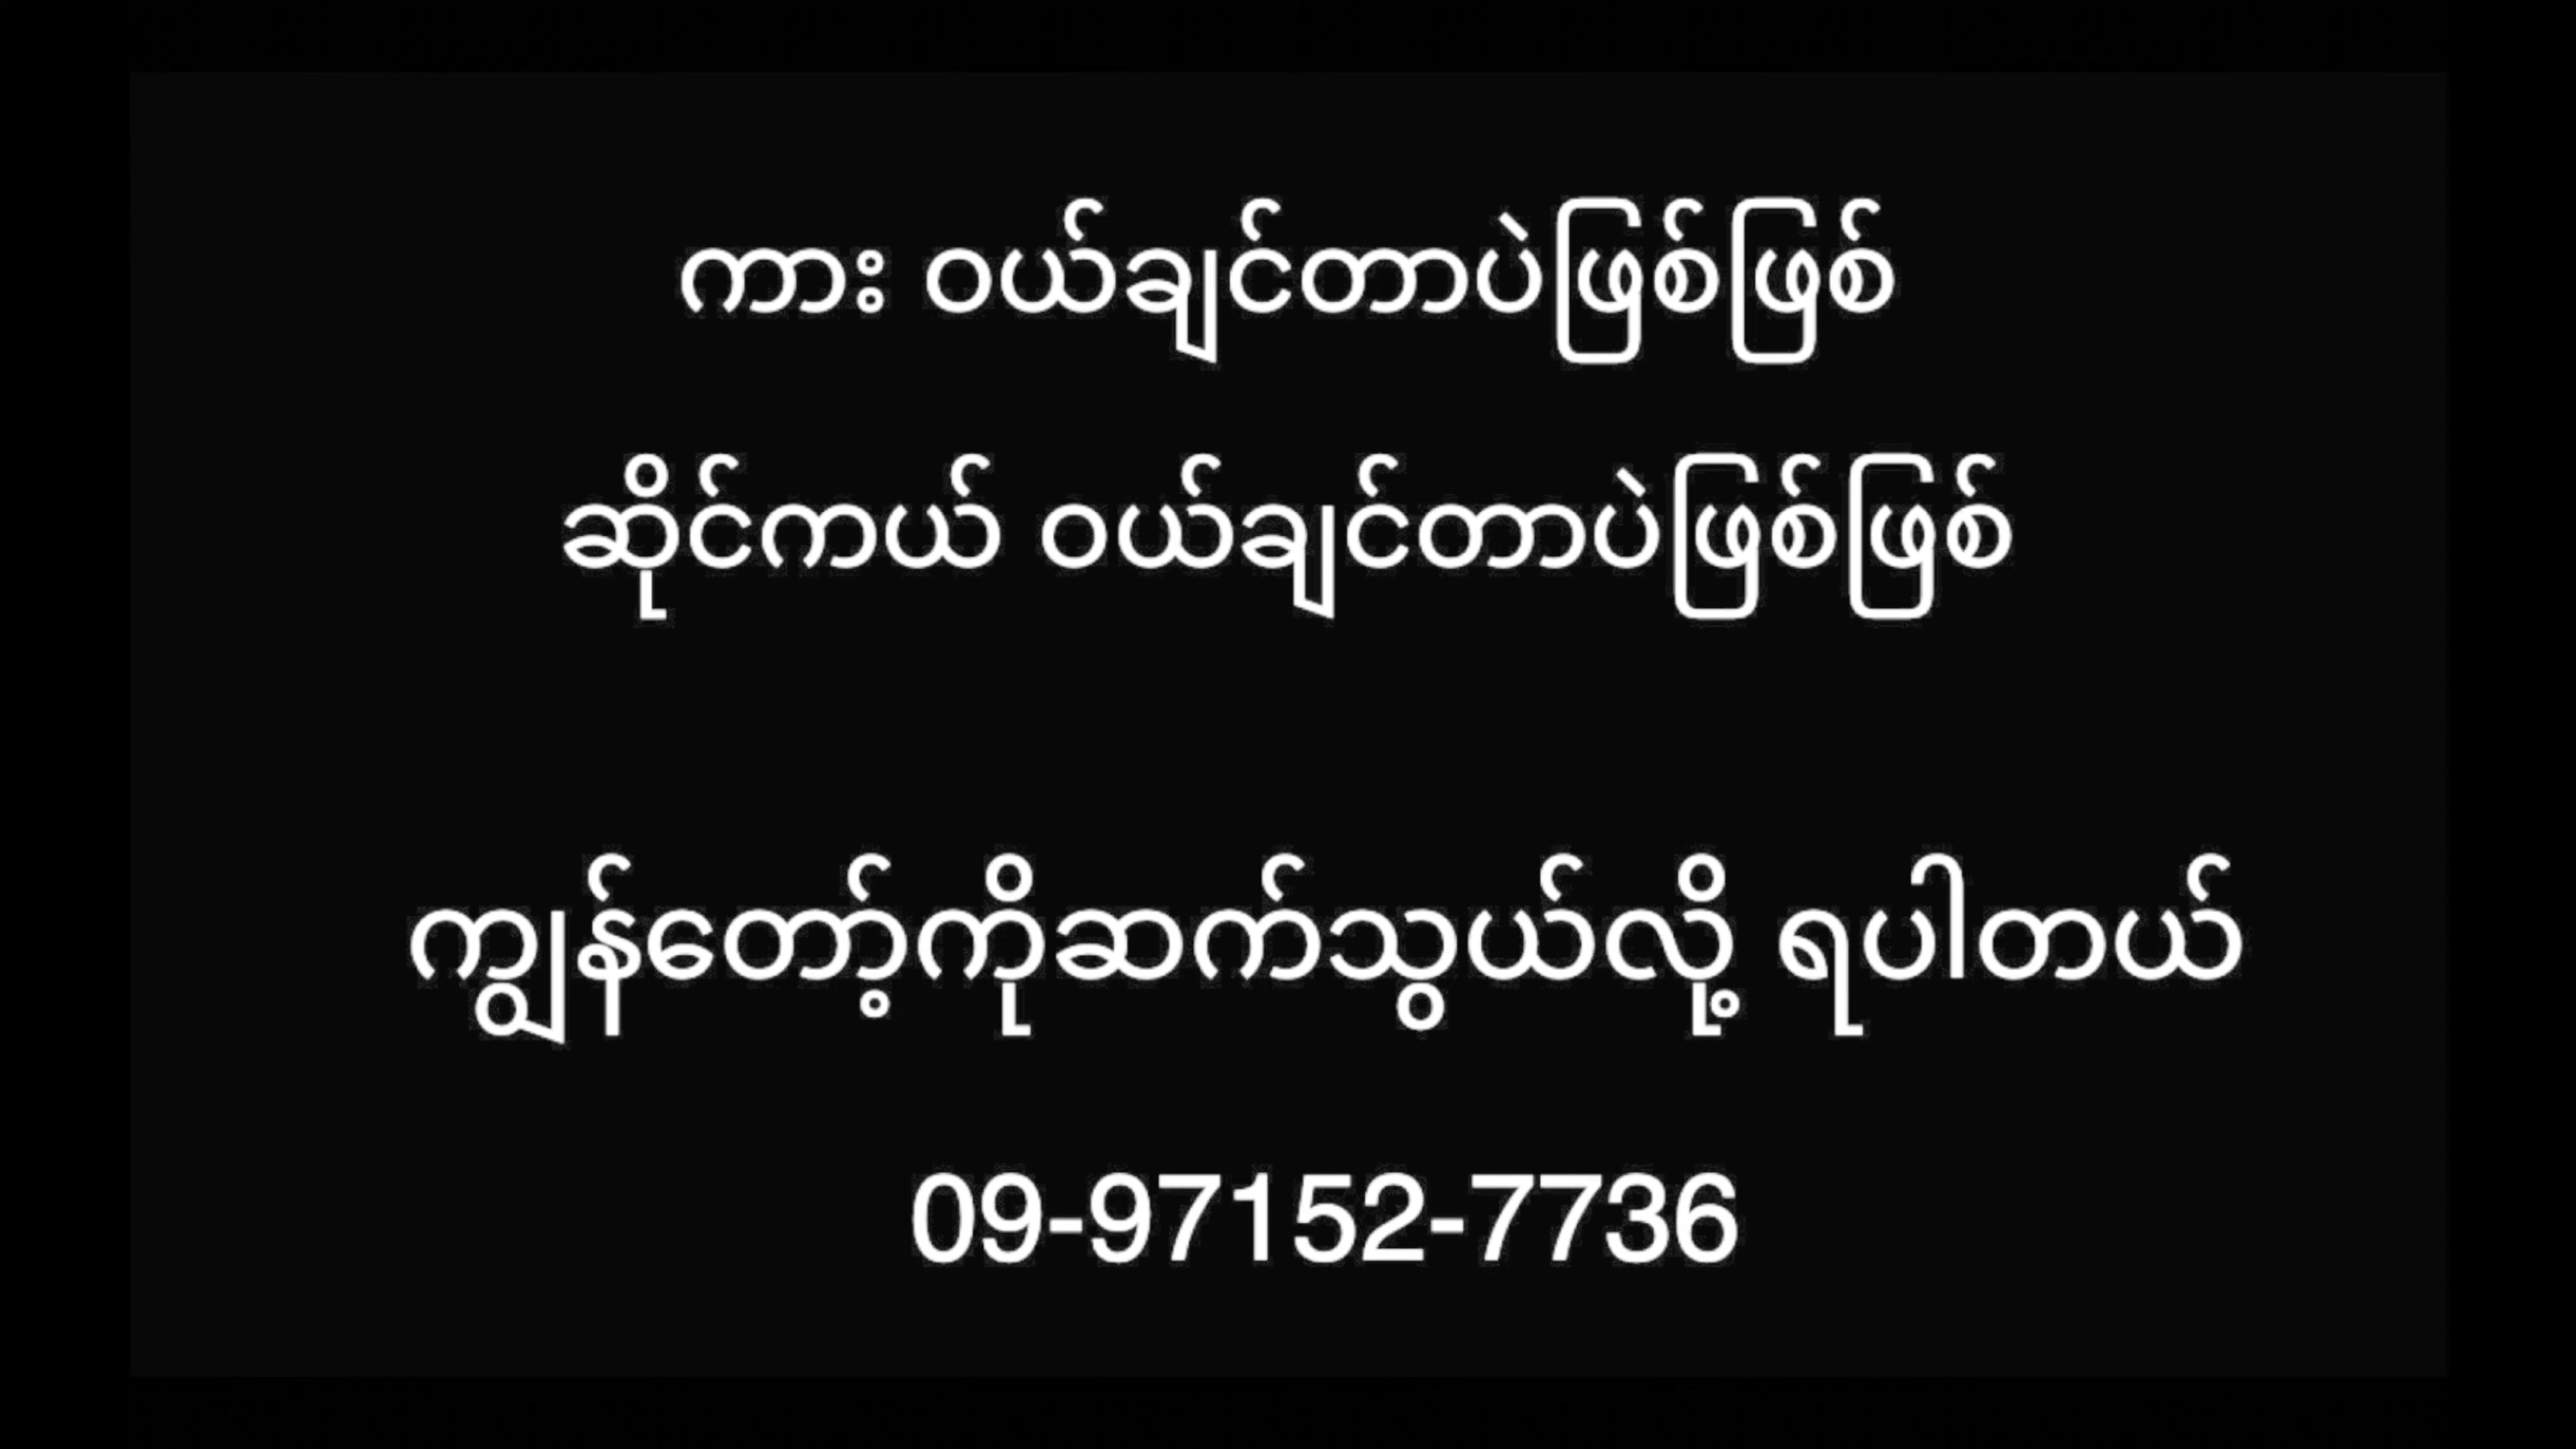 ကား ဝယ်ချင်တာပဲဖြစ်ဖြစ်
ဆိုင်ကယ် ဝယ်ချင်တာပဲဖြစ်ဖြစ်
ကျွန်တော့်ကိုဆက်သွယ်လို့ ရပါတယ်
09-97152-7736